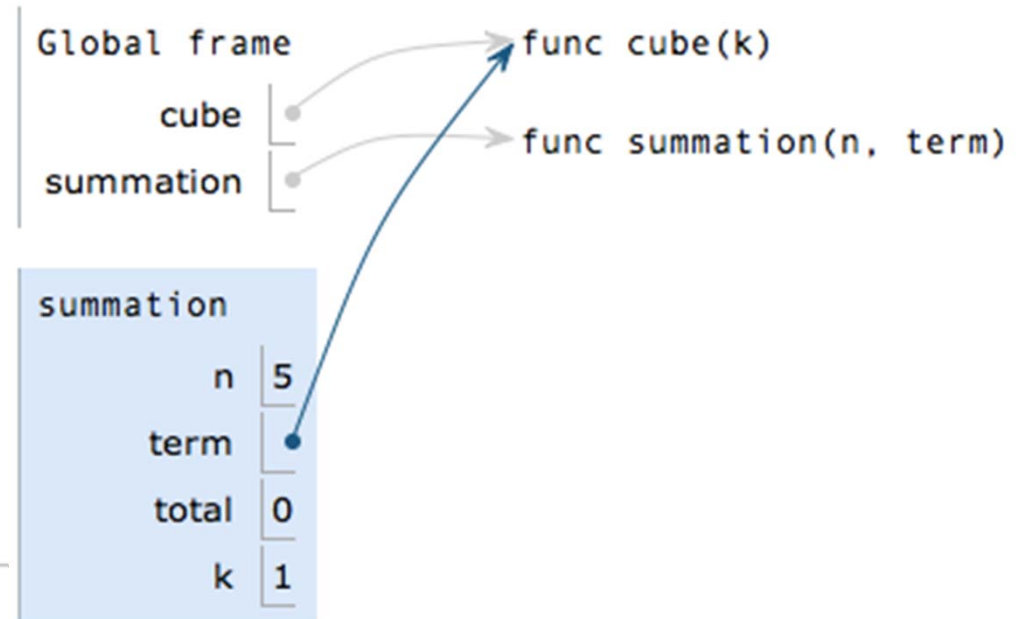 Global frame
func cube(k)
cube
func summation(n, term)
summation
summation
n 5
term
total 0
k 1